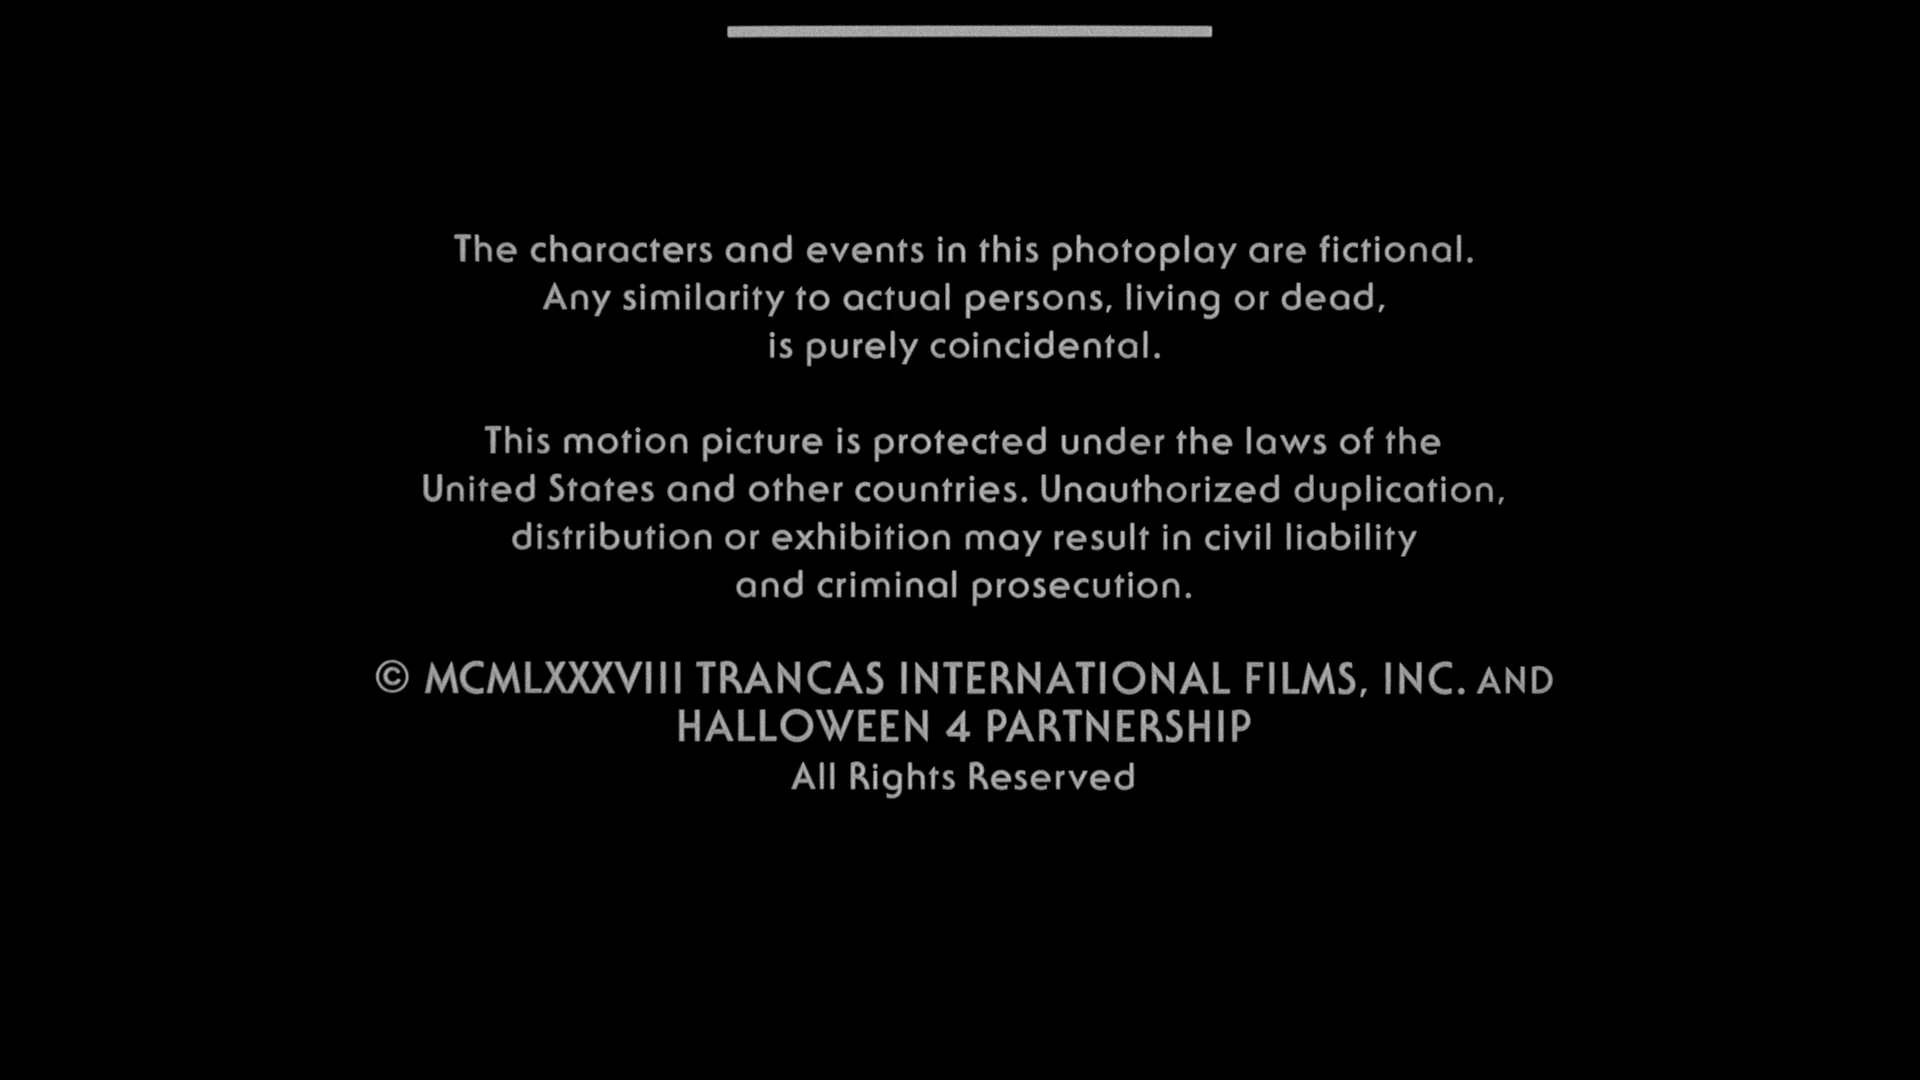 The characters and events in this photoplay are fictional.
Any similarity to actual persons, living or dead,
is purely coincidental.
This motion picture is protected under the laws of the
United States and other countries. Unauthorized duplication,
distribution or exhibition may result in civil liability
and criminal prosecution.
© MCMLXXXVIII TRANCAS INTERNATIONAL FILMS, INC. AND
HALLOWEEN 4 PARTNERSHIP
All Rights Reserved